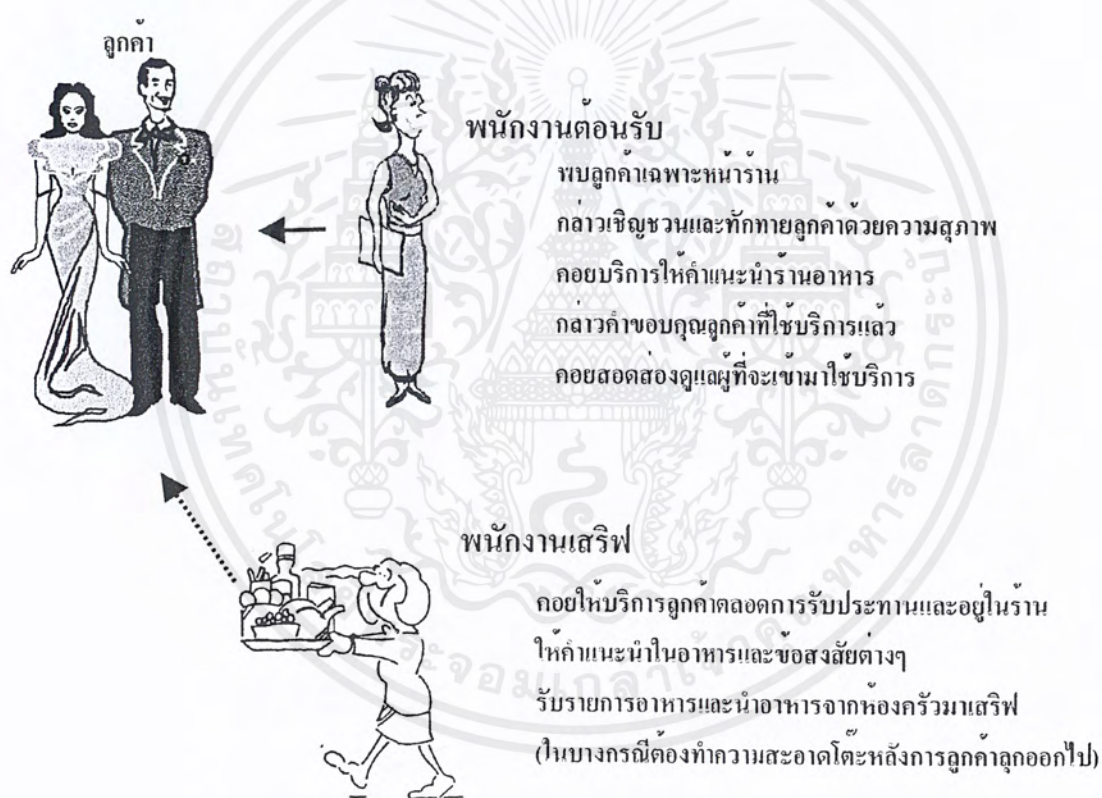 ลูกค้า
พนักงานต้อนรับ
พบลูกค้าเฉพาะหน้าร้าน
กล่าวเชิญชวนและทักทายลูกค้าด้วยความสุภาพ
คอยบริการให้คำแนะนำร้านอาหาร
กล่าวคำขอบคุณลูกค้าที่ใช้บริการแล้ว
คอยสอดส่องดูแลผู้ที่จะเข้ามาใช้บริการ
พนักงานเสริฟ
คอยให้บริการลูกค้าตลอดการรับประทานและอยู่ในร้าน
ให้คำแนะนำในอาหารและข้อสงสัยต่างๆ
รับรายการอาหารและนำอาหารจากห้องครัวมาเสริฟ
(ในบางกรณีต้องทำความสะอาดโต๊ะหลังการลูกค้าลุกออกไป)